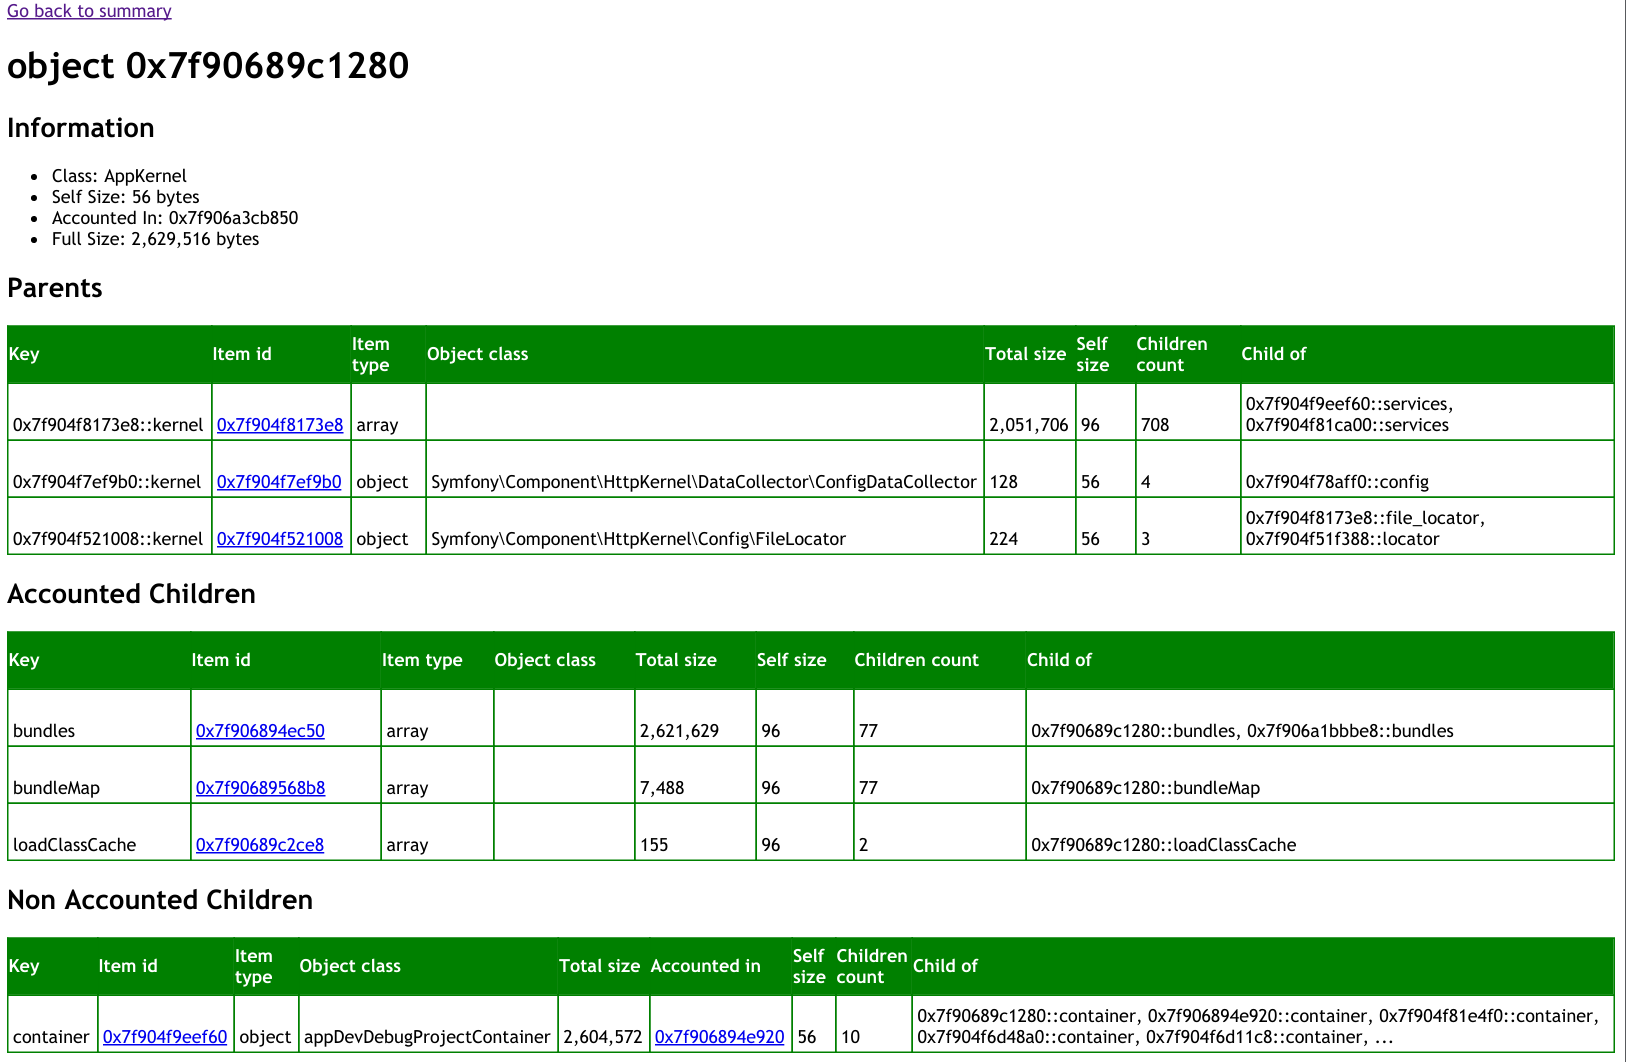 Go back to summary
object 0x7f90689c1280
Information
• Class: AppKernel
• Self Size: 56 bytes
• Accounted In: 0x7f906a3cb850
• Full Size: 2,629,516 bytes
Parents
Key Item id Item type Object class Total size Self size Children count Child of
0x7f904f8173e8::kernel 0x7f904f8173e8 array 2,051,706 96 708 0x7f904f9eef60::services, 0x7f904f81ca00::services
0x7f904f7ef9b0::kernel 0x7f904f7ef9b0 object Symfony\Component\HttpKernel\DataCollector\ConfigDataCollector 128 56 4 0x7f904f78aff0::config
0x7f904f521008::kernel 0x7f904f521008 object Symfony\Component\HttpKernel\Config\FileLocator 224 56 3 0x7f904f8173e8::file_locator, 0x7f904f51f388::locator
Accounted Children
Key Item id Item type Object class Total size Self size Children count Child of
bundles 0x7f906894ec50 array 2,621,629 96 77 0x7f90689c1280::bundles, 0x7f906a1bbbe8::bundles
bundleMap 0x7f90689568b8 array 7,488 96 77 0x7f90689c1280::bundleMap
loadClassCache 0x7f90689c2ce8 array 155 96 2 0x7f90689c1280::loadClassCache
Non Accounted Children
Key Item id Item type Object class Total size Accounted in Self size Children count Child of
container 0x7f904f9eef60 object appDevDebugProjectContainer 2,604,572 0x7f906894e920 56 10 0x7f90689c1280::container, 0x7f906894e920::container, 0x7f904f81e4f0::container, 0x7f904f6d48a0::container, 0x7f904f6d11c8::container, ...